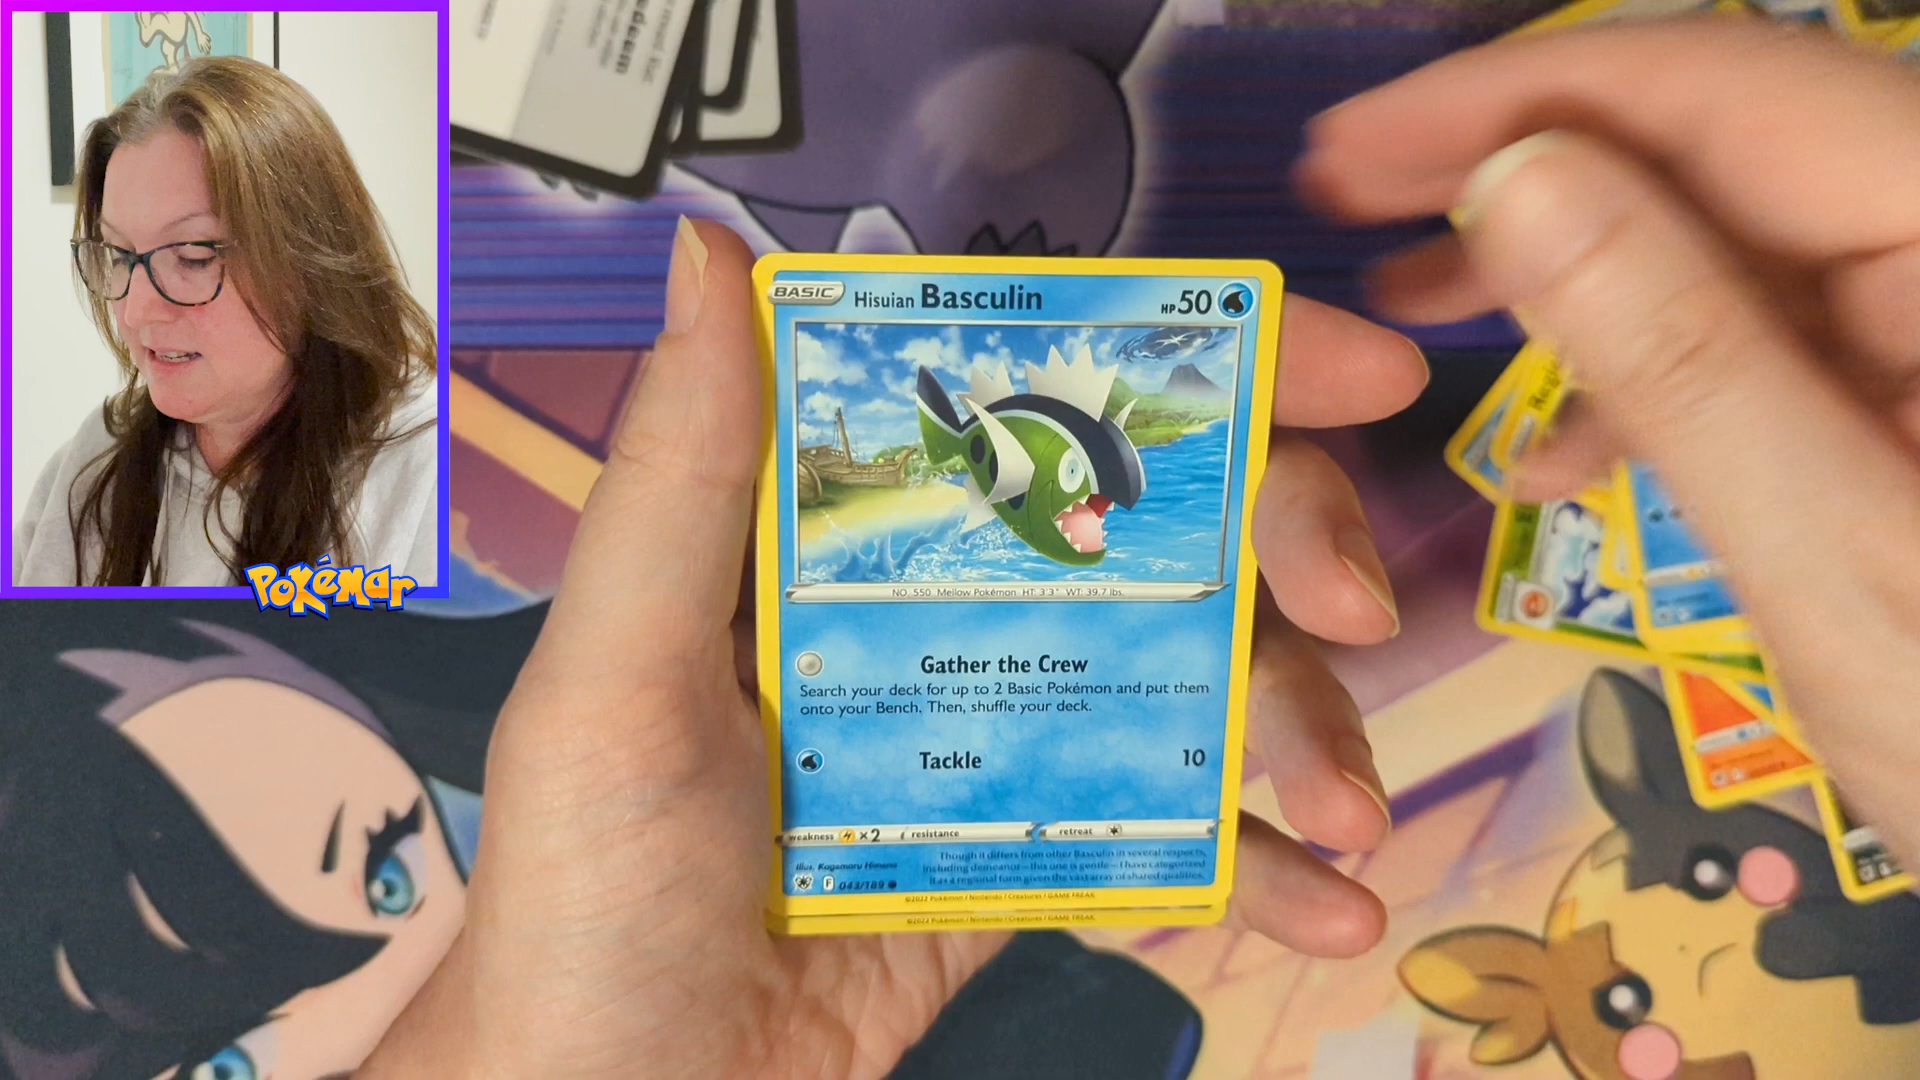 redeem
PoKéMar
BASIC Hisuian Basculin HP 50
NO. 550 Mellow Pokémon HT: 3'3" WT: 39.7 lbs.
Gather the Crew
Search your deck for up to 2 Basic Pokémon and put them
onto your Bench. Then, shuffle your deck.
Tackle 10
weakness ×2 resistance retreat
Illus. Kagemaru Himeno
F 043/189
Though it differs from other Basculin in several respects,
including demeanor—this one is gentle—I have categorized
it as a regional form given the vast array of shared qualities.
©2022 Pokémon / Nintendo / Creatures / GAME FREAK
©2022 Pokémon / Nintendo / Creatures / GAME FREAK